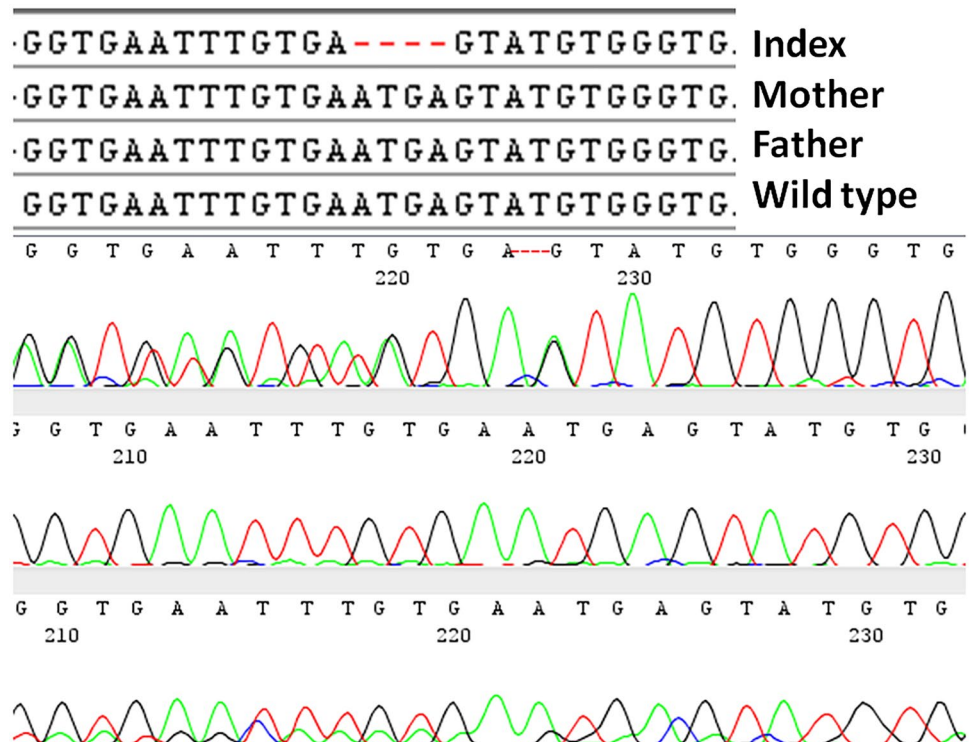 ·GGTGAATTTGTGA----GTATGTGGGTG. Index
·GGTGAATTTGTGAATGAGTATGTGGGTG. Mother
·GGTGAATTTGTGAATGAGTATGTGGGTG. Father
GGTGAATTTGTGAATGAGTATGTGGGTG. Wild type
G G T G A A T T T G T G A----G T A T G T G G G T G
220 230
G G T G A A T T T G T G A A T G A G T A T G T G
210 220 230
G G T G A A T T T G T G A A T G A G T A T G T G
210 220 230